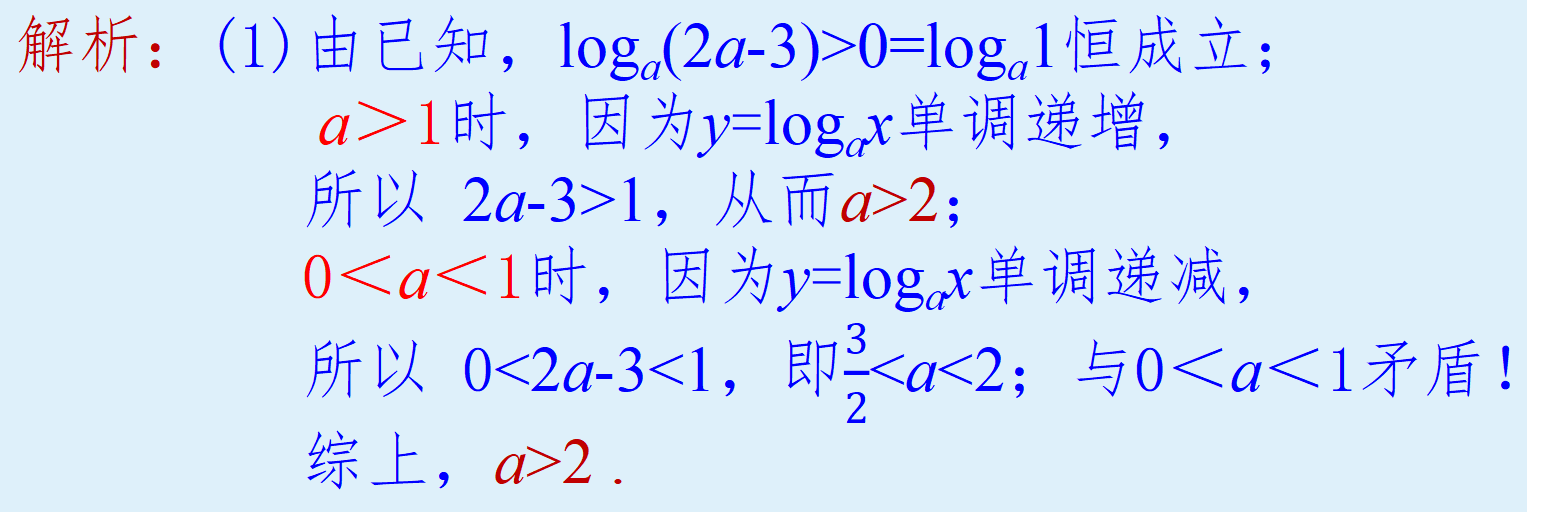 解析：(1)由已知，logₐ(2a-3)>0=logₐ1恒成立；
a＞1时，因为y=logₐx单调递增，
所以 2a-3>1，从而a>2；
0＜a＜1时，因为y=logₐx单调递减，
所以 0<2a-3<1，即3/2<a<2；与0＜a＜1矛盾！
综上，a>2 .